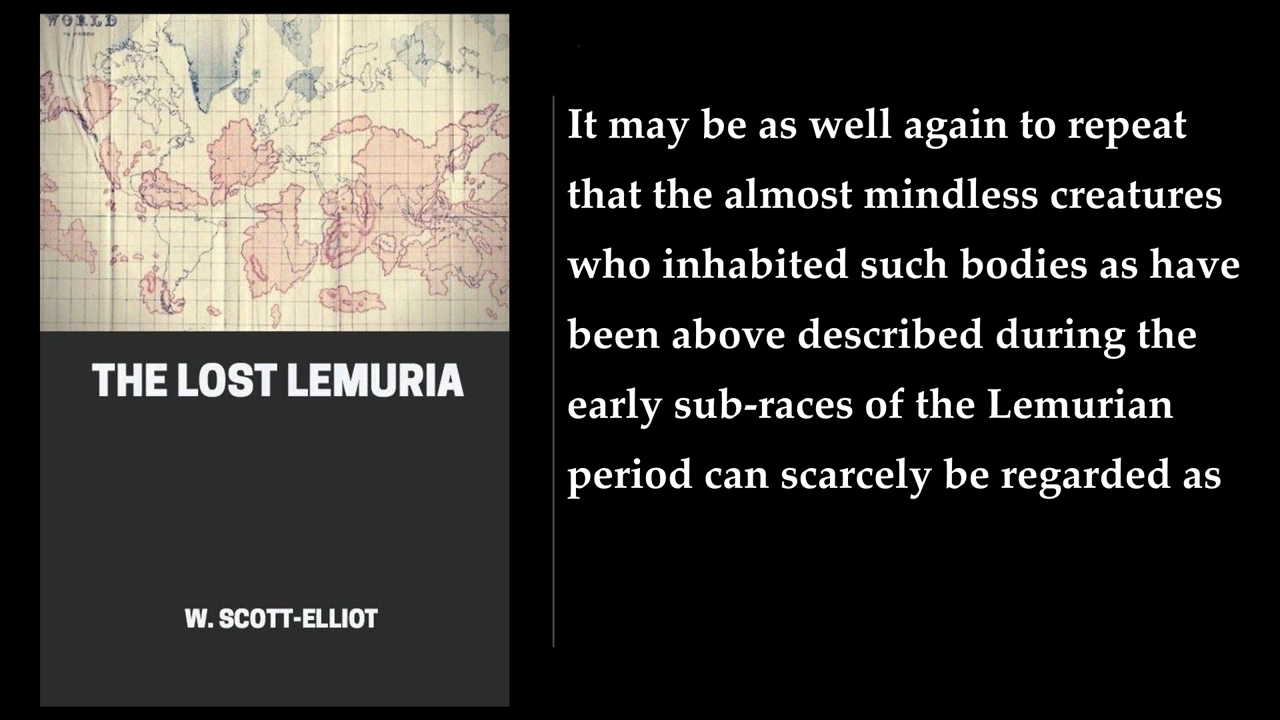 WORLD
THE LOST LEMURIA
W. SCOTT-ELLIOT
It may be as well again to repeat
that the almost mindless creatures
who inhabited such bodies as have
been above described during the
early sub-races of the Lemurian
period can scarcely be regarded as